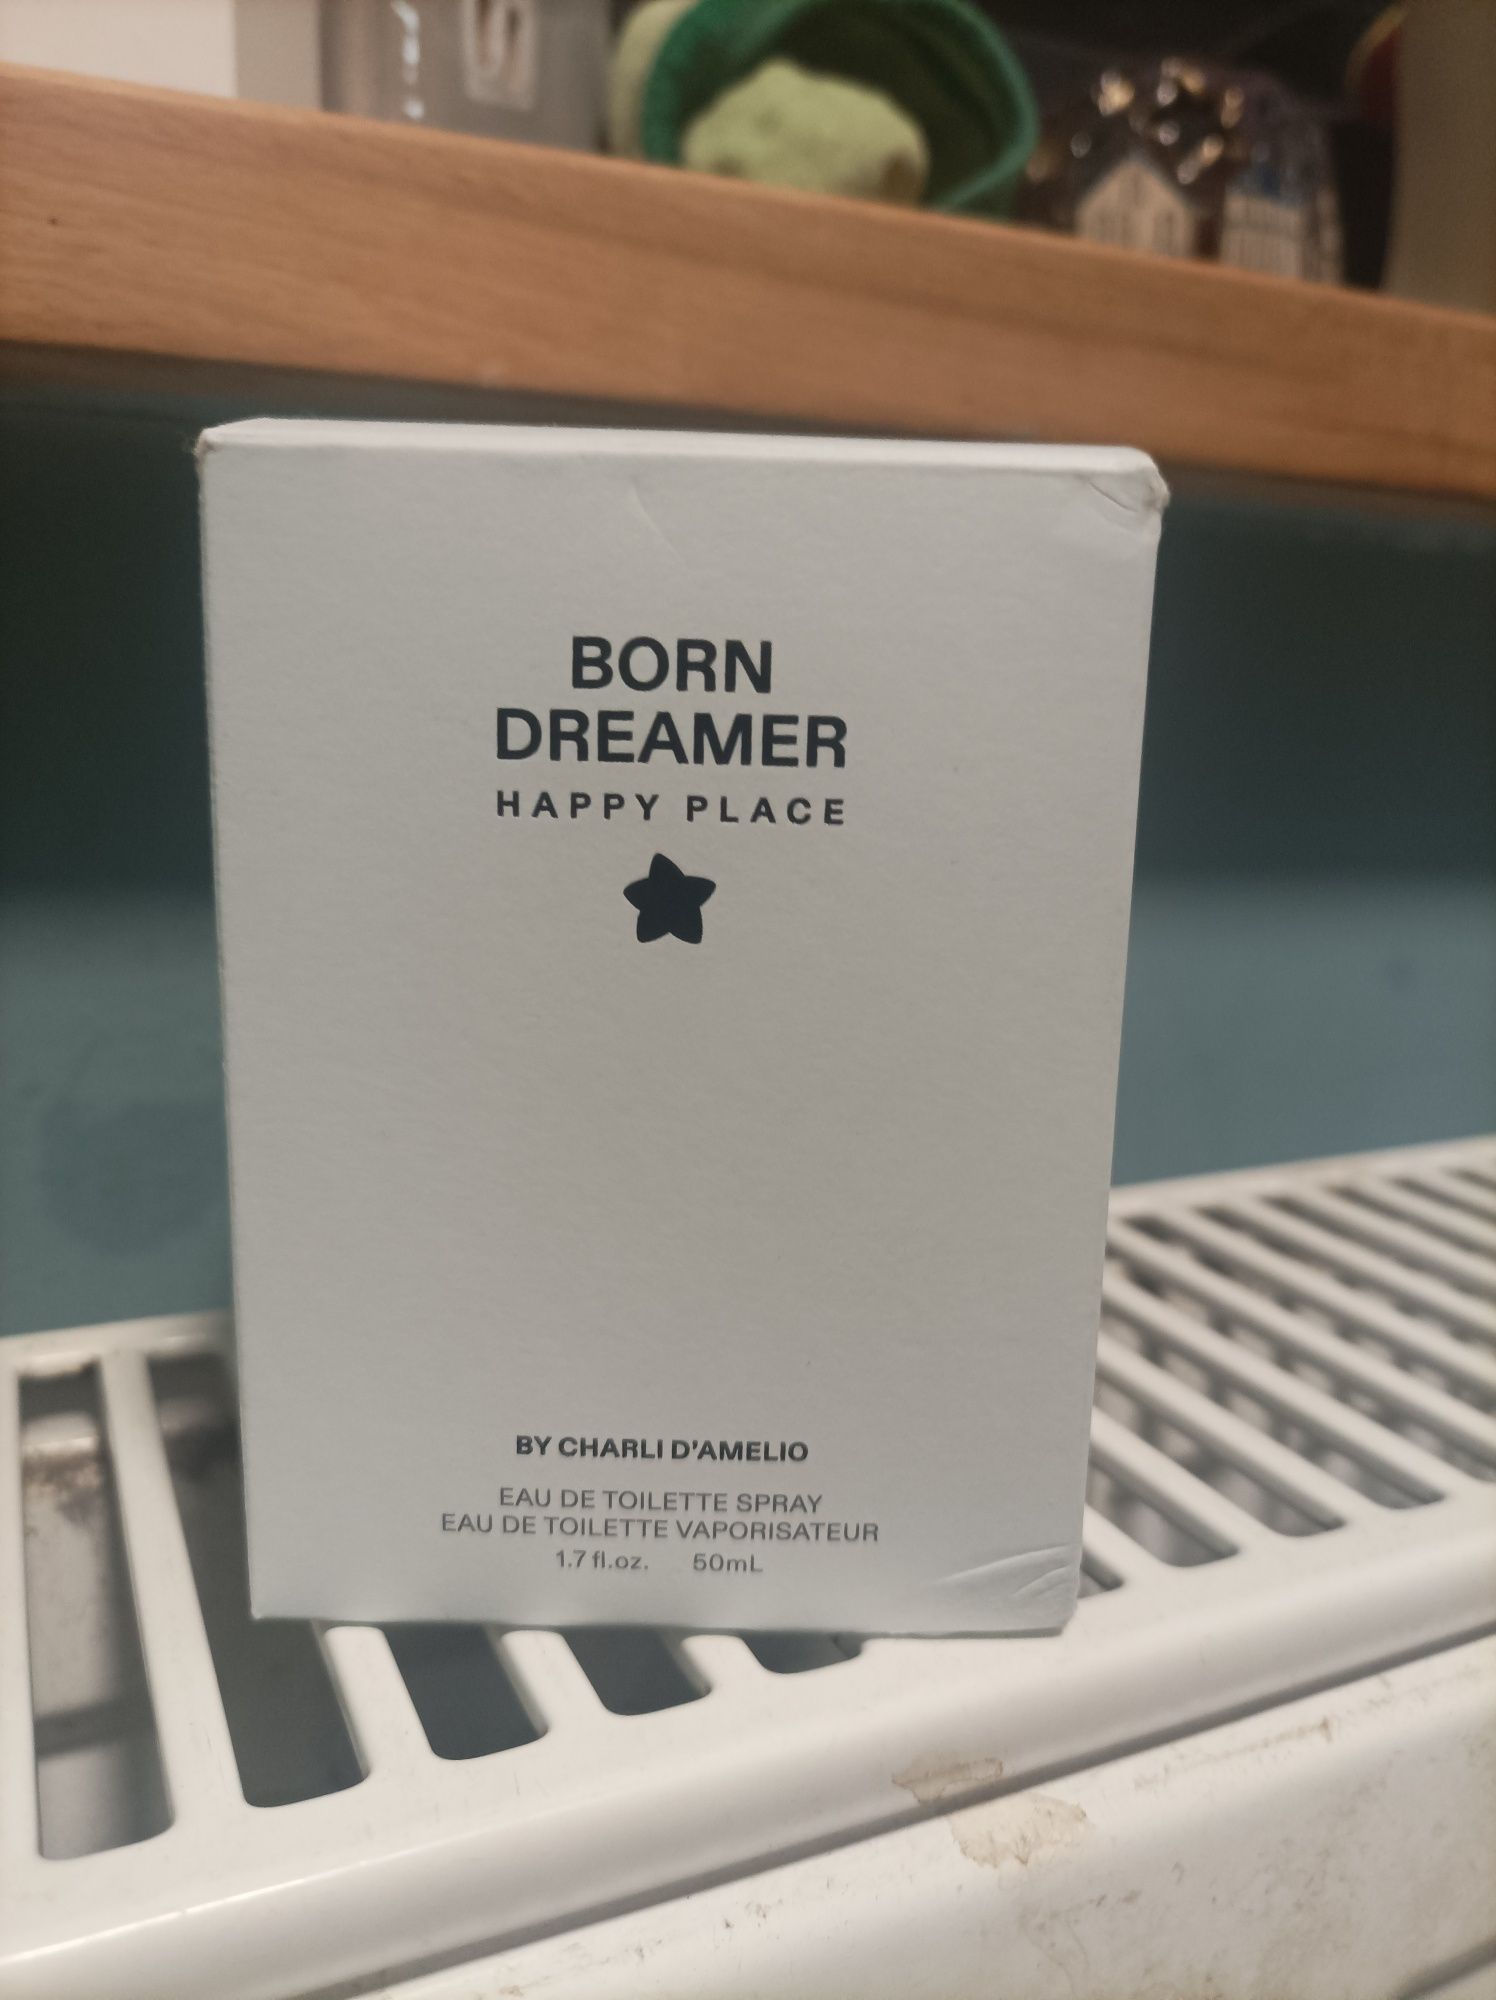 BORN
DREAMER
HAPPY PLACE
BY CHARLI D'AMELIO
EAU DE TOILETTE SPRAY
EAU DE TOILETTE VAPORISATEUR
1.7 fl.oz. 50mL